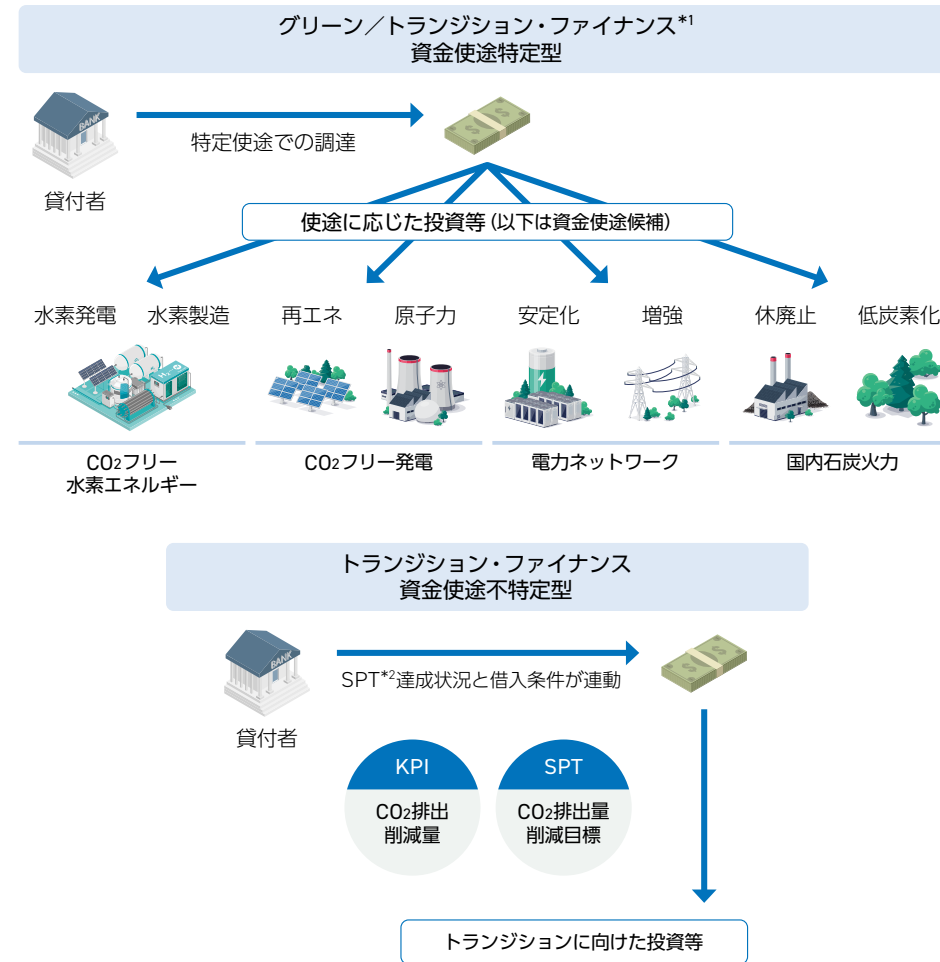 グリーン／トランジション・ファイナンス*1
資金使途特定型
BANK
特定使途での調達
貸付者
使途に応じた投資等（以下は資金使途候補）
水素発電 水素製造 再エネ 原子力 安定化 増強 休廃止 低炭素化
H2
CO2フリー
水素エネルギー
CO2フリー発電
電力ネットワーク
国内石炭火力
トランジション・ファイナンス
資金使途不特定型
BANK
SPT*2達成状況と借入条件が連動
貸付者
KPI
CO2排出
削減量
SPT
CO2排出量
削減目標
トランジションに向けた投資等